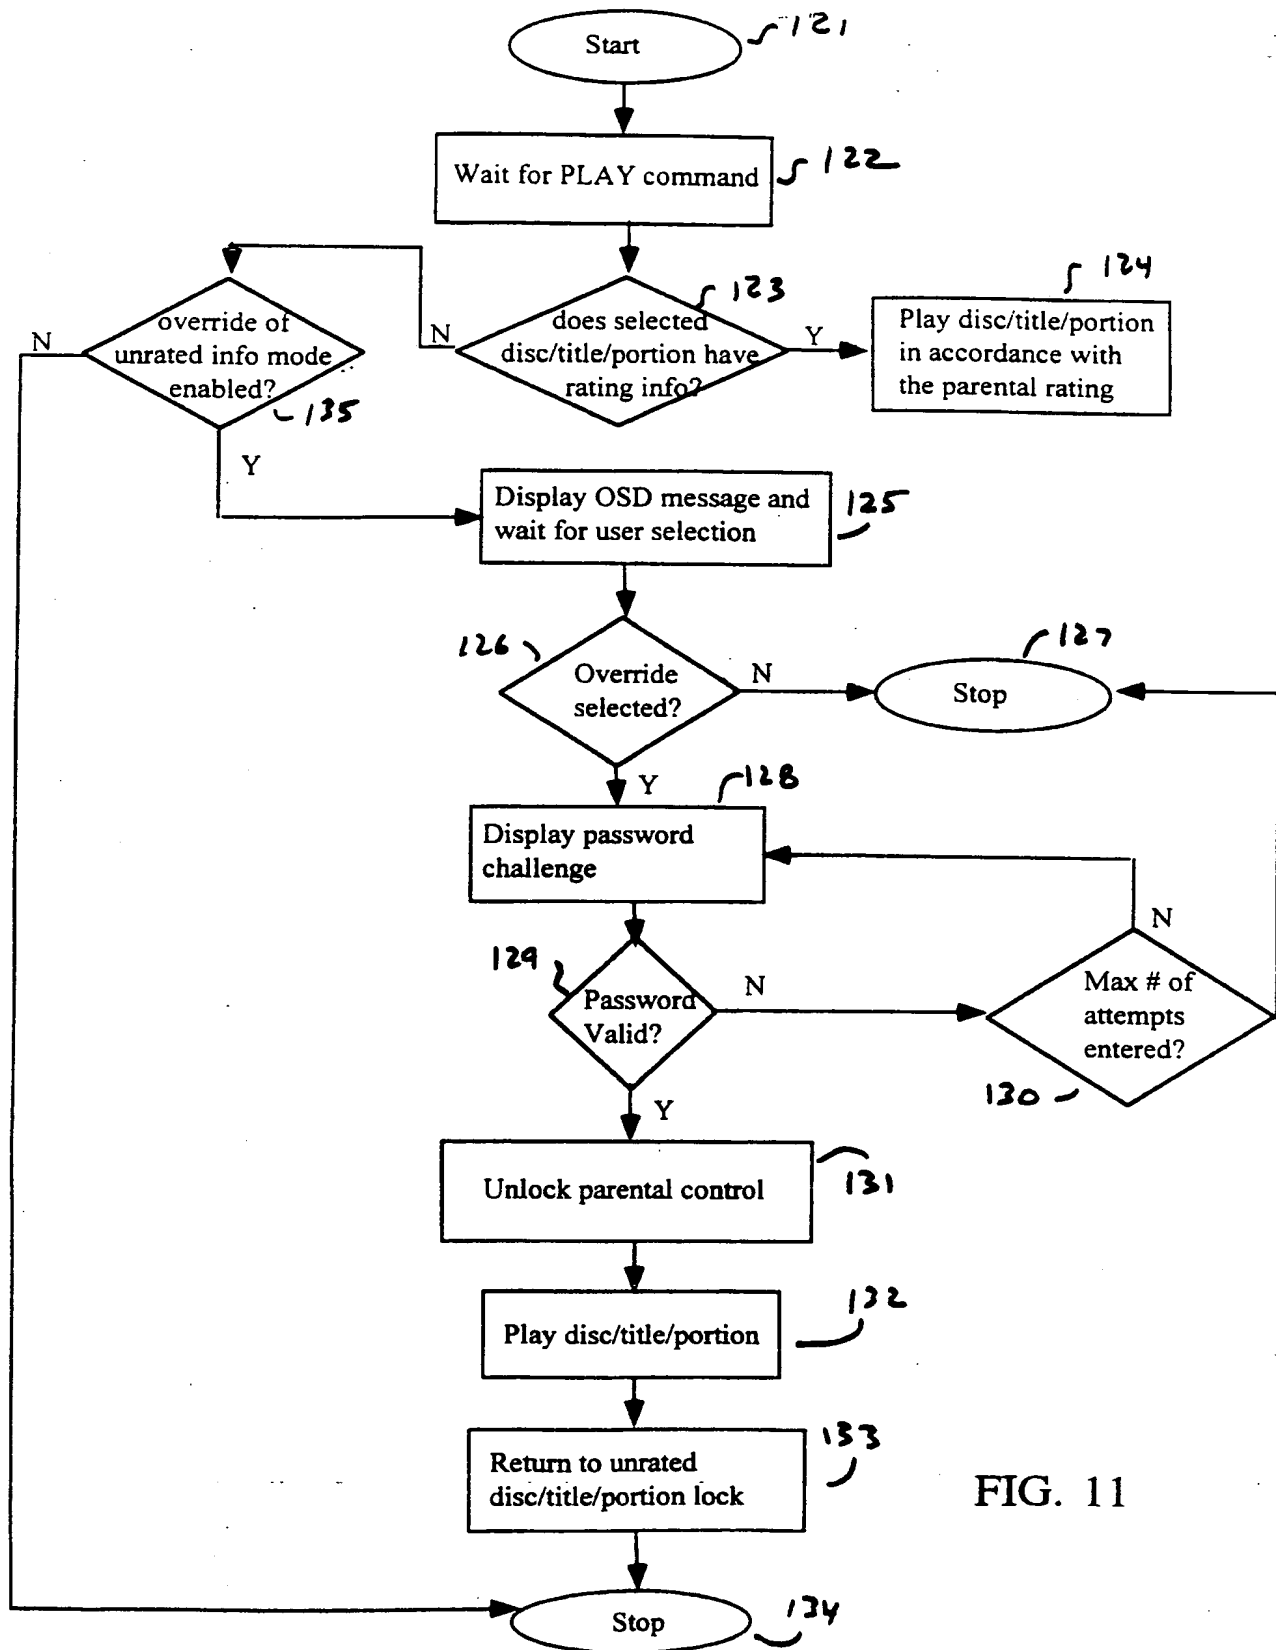 Start
121
Wait for PLAY command
122
N
override of
unrated info mode
enabled?
135
Y
N
does selected
disc/title/portion have
rating info?
123
Y
Play disc/title/portion
in accordance with
the parental rating
124
Display OSD message and
wait for user selection
125
126
Override
selected?
N
Stop
127
Y
Display password
challenge
128
129
Password
Valid?
N
Max # of
attempts
entered?
N
130
Y
Unlock parental control
131
Play disc/title/portion
132
Return to unrated
disc/title/portion lock
133
FIG. 11
Stop
134